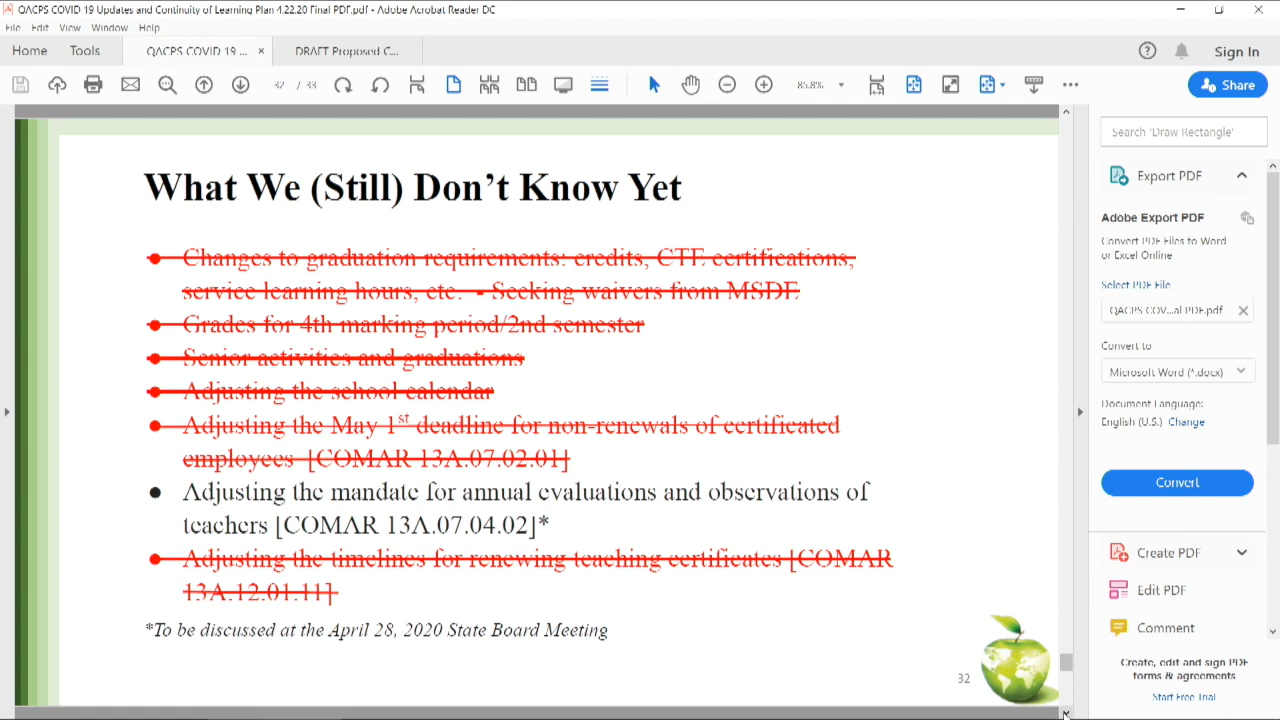 QACPS COVID 19 Updates and Continuity of Learning Plan 4.22.20 Final PDF.pdf - Adobe Acrobat Reader DC
File Edit View Window Help
Home Tools QACPS COVID 19 ... × DRAFT Proposed C... Sign In
32 / 33 85.8% Share
What We (Still) Don't Know Yet
● Changes to graduation requirements: credits, CTE certifications,
service learning hours, etc. - Seeking waivers from MSDE
● Grades for 4th marking period/2nd semester
● Senior activities and graduations
● Adjusting the school calendar
● Adjusting the May 1st deadline for non-renewals of certificated
employees [COMAR 13A.07.02.01]
● Adjusting the mandate for annual evaluations and observations of
teachers [COMAR 13A.07.04.02]*
● Adjusting the timelines for renewing teaching certificates [COMAR
13A.12.01.11]
*To be discussed at the April 28, 2020 State Board Meeting
32
Search 'Draw Rectangle'
Export PDF
Adobe Export PDF
Convert PDF Files to Word
or Excel Online
Select PDF File
QACPS COV...al PDF.pdf
Convert to
Microsoft Word (*.docx)
Document Language:
English (U.S.) Change
Convert
Create PDF
Edit PDF
Comment
Create, edit and sign PDF
forms & agreements
Start Free Trial